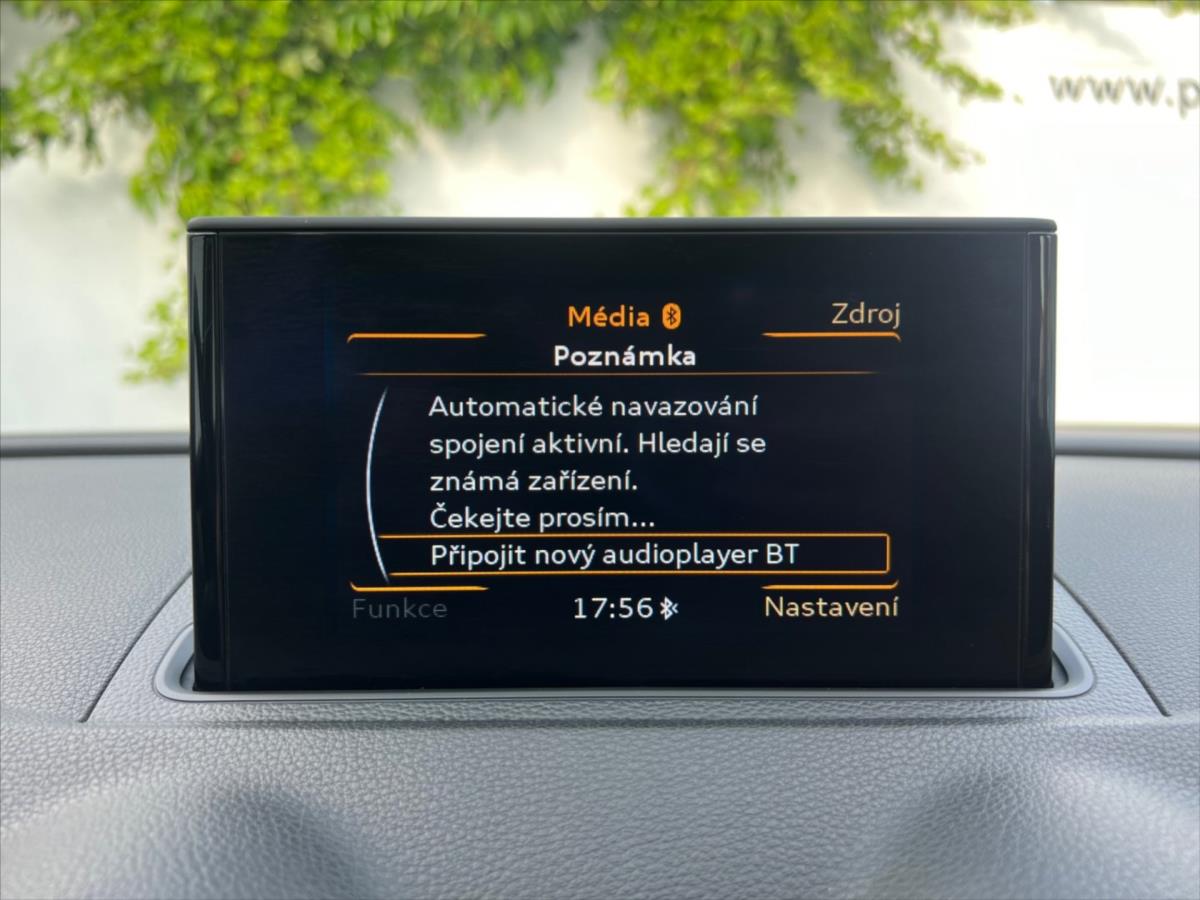 www.p
Média
Zdroj
Poznámka
Automatické navazování
spojení aktivní. Hledají se
známá zařízení.
Čekejte prosím...
Připojit nový audioplayer BT
Funkce
17:56
Nastavení